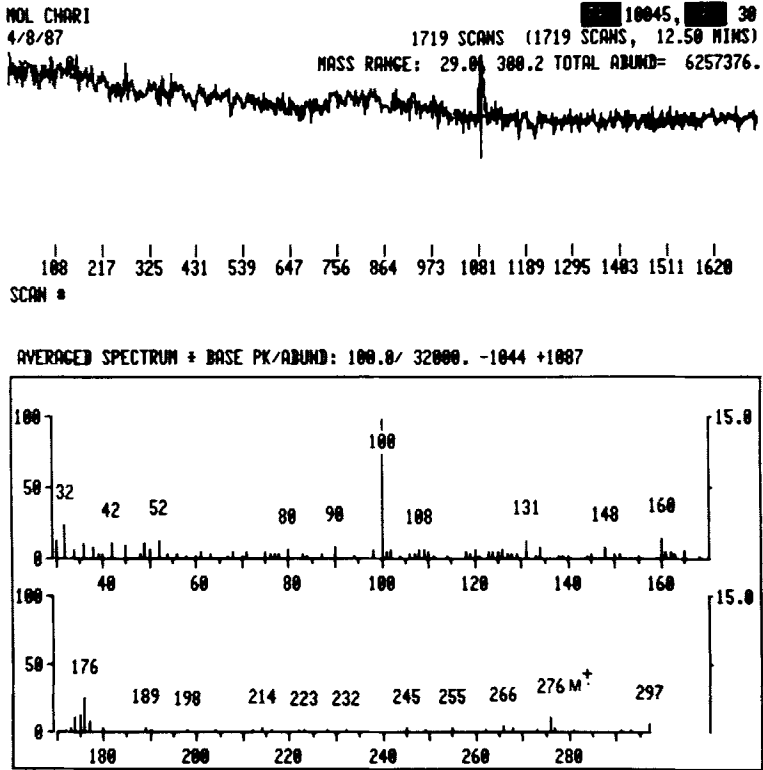 MOL CHARI 10045, 30
4/8/87 1719 SCANS (1719 SCANS, 12.50 MINS)
MASS RANGE: 29.0, 300.2 TOTAL ABUND= 6257376.
108 217 325 431 539 647 756 864 973 1081 1189 1295 1403 1511 1620
SCAN *
AVERAGED SPECTRUM * BASE PK/ABUND: 100.0/ 32000. -1044 +1087
100 15.0
100
50 32 42 52 80 90 108 131 148 160
0 0
40 60 80 100 120 140 160
100 15.0
50 176 189 198 214 223 232 245 255 266 276 M+· 297
0
180 200 220 240 260 280